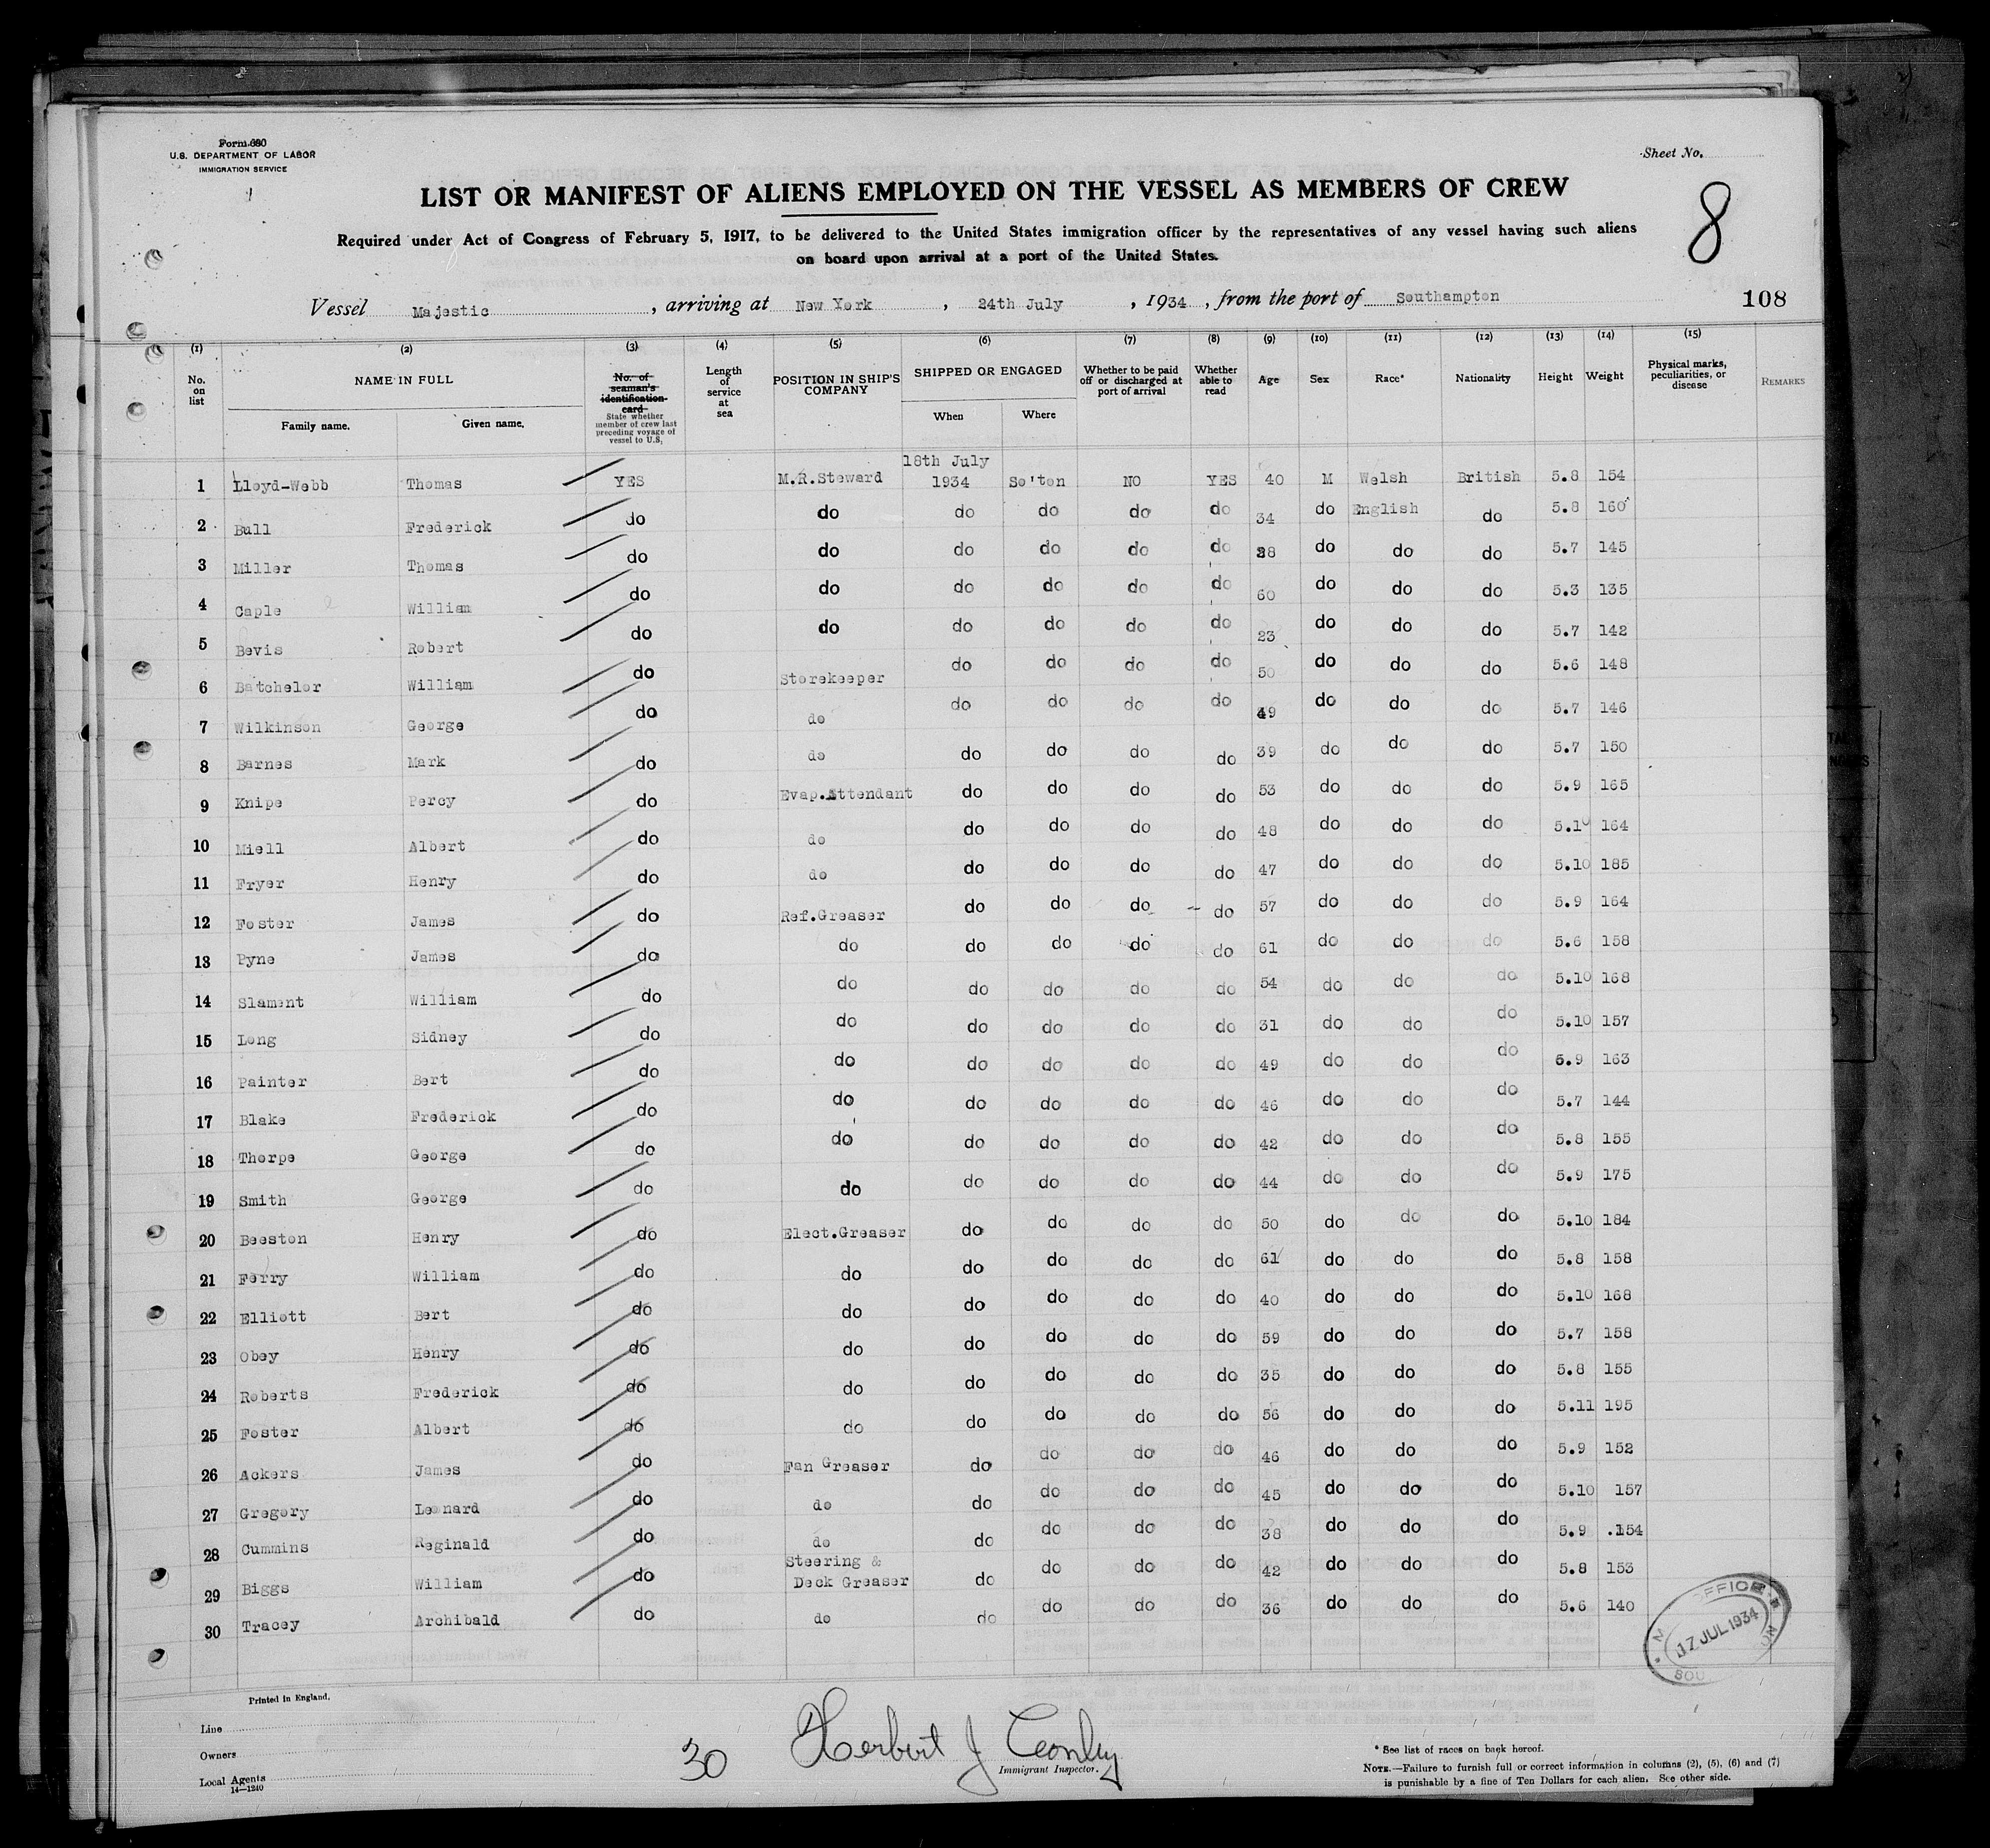 Form 680
U.S. DEPARTMENT OF LABOR
IMMIGRATION SERVICE
Sheet No.
8
LIST OR MANIFEST OF ALIENS EMPLOYED ON THE VESSEL AS MEMBERS OF CREW
Required under Act of Congress of February 5, 1917, to be delivered to the United States immigration officer by the representatives of any vessel having such aliens
on board upon arrival at a port of the United States.
Vessel Majestic, arriving at New York, 24th July, 1934, from the port of Southampton 108
(1) (2) (3) (4) (5) (6) (7) (8) (9) (10) (11) (12) (13) (14) (15)
No. on list NAME IN FULL Family name. Given name. No. of seaman's identification card State whether member of crew last preceding voyage of vessel to U.S. Length of service at sea POSITION IN SHIP'S COMPANY SHIPPED OR ENGAGED When Where Whether to be paid off or discharged at port of arrival Whether able to read Age Sex Race* Nationality Height Weight Physical marks, peculiarities, or disease REMARKS
1 Lloyd-Webb Thomas YES M.R.Steward 18th July 1934 So'ton NO YES 40 M Welsh British 5.8 154
2 Bull Frederick do do do do do do 34 do English do 5.8 160
3 Miller Thomas do do do do do do 38 do do do 5.7 145
4 Caple William do do do do do do 60 do do do 5.3 135
5 Bevis Robert do do do do do do 23 do do do 5.7 142
6 Batchelor William do Storekeeper do do do do 50 do do do 5.6 148
7 Wilkinson George do do do do do do 49 do do do 5.7 146
8 Barnes Mark do do do do do do 39 do do do 5.7 150
9 Knipe Percy do Evap.Attendant do do do do 53 do do do 5.9 165
10 Miell Albert do do do do do do 48 do do do 5.10 164
11 Fryer Henry do do do do do do 47 do do do 5.10 185
12 Foster James do Ref.Greaser do do do do 57 do do do 5.9 164
13 Pyne James do do do do do do 61 do do do 5.6 158
14 Slament William do do do do do do 54 do do do 5.10 168
15 Long Sidney do do do do do do 31 do do do 5.10 157
16 Painter Bert do do do do do do 49 do do do 5.9 163
17 Blake Frederick do do do do do do 46 do do do 5.7 144
18 Thorpe George do do do do do do 42 do do do 5.8 155
19 Smith George do do do do do do 44 do do do 5.9 175
20 Beeston Henry do Elect.Greaser do do do do 50 do do do 5.10 184
21 Ferry William do do do do do do 61 do do do 5.8 158
22 Elliott Bert do do do do do do 40 do do do 5.10 168
23 Obey Henry do do do do do do 59 do do do 5.7 158
24 Roberts Frederick do do do do do do 35 do do do 5.8 155
25 Foster Albert do do do do do do 56 do do do 5.11 195
26 Ackers James do Fan Greaser do do do do 46 do do do 5.9 152
27 Gregory Leonard do do do do do do 45 do do do 5.10 157
28 Cummins Reginald do do do do do do 38 do do do 5.9 .154
29 Biggs William do Steering & Deck Greaser do do do do 42 do do do 5.8 153
30 Tracey Archibald do do do do do do 36 do do do 5.6 140
OFFICE
17 JUL 1934
SOU
Printed in England.
Line
Owners
Local Agents
14—1240
30
Herbert J Conley
Immigrant Inspector.
* See list of races on back hereof.
NOTE.—Failure to furnish full or correct information in columns (2), (5), (6) and (7)
is punishable by a fine of Ten Dollars for each alien. See other side.